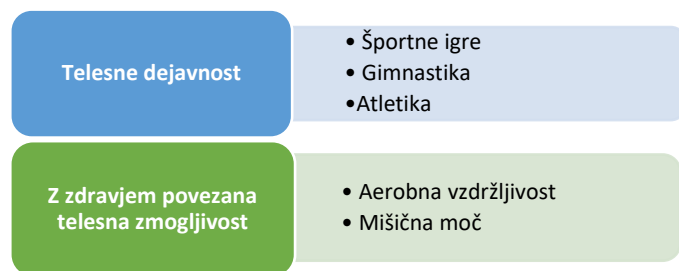 Telesne dejavnost
• Športne igre
• Gimnastika
•Atletika
Z zdravjem povezana
telesna zmogljivost
• Aerobna vzdržljivost
• Mišična moč